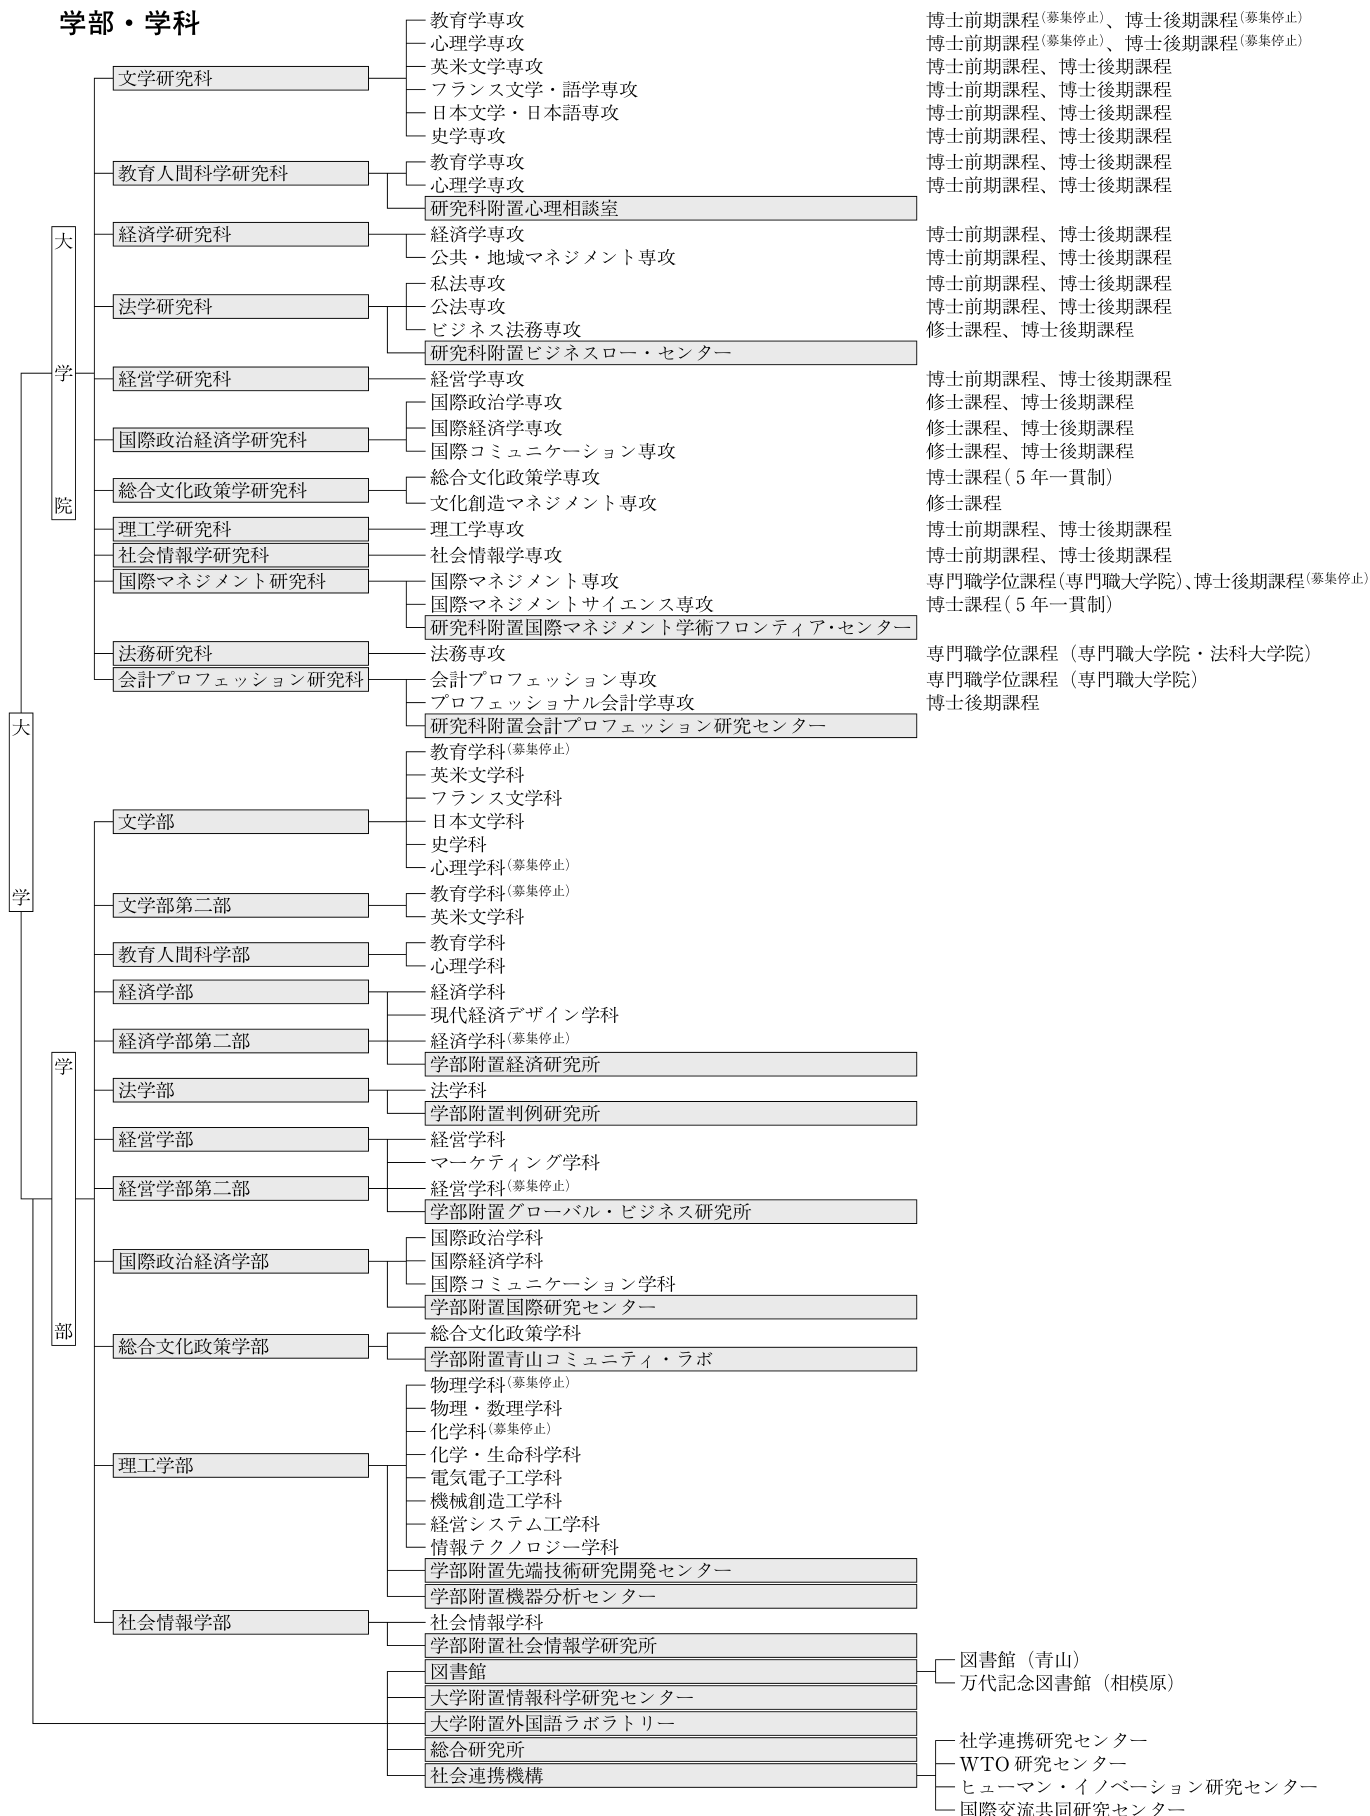 学部・学科
大学
大学院
文学研究科
教育学専攻 博士前期課程(募集停止)、博士後期課程(募集停止)
心理学専攻 博士前期課程(募集停止)、博士後期課程(募集停止)
英米文学専攻 博士前期課程、博士後期課程
フランス文学・語学専攻 博士前期課程、博士後期課程
日本文学・日本語専攻 博士前期課程、博士後期課程
史学専攻 博士前期課程、博士後期課程
教育人間科学研究科
教育学専攻 博士前期課程、博士後期課程
心理学専攻 博士前期課程、博士後期課程
研究科附置心理相談室
経済学研究科
経済学専攻 博士前期課程、博士後期課程
公共・地域マネジメント専攻 博士前期課程、博士後期課程
法学研究科
私法専攻 博士前期課程、博士後期課程
公法専攻 博士前期課程、博士後期課程
ビジネス法務専攻 修士課程、博士後期課程
研究科附置ビジネスロー・センター
経営学研究科
経営学専攻 博士前期課程、博士後期課程
国際政治経済学研究科
国際政治学専攻 修士課程、博士後期課程
国際経済学専攻 修士課程、博士後期課程
国際コミュニケーション専攻 修士課程、博士後期課程
総合文化政策学研究科
総合文化政策学専攻 博士課程(5年一貫制)
文化創造マネジメント専攻 修士課程
理工学研究科
理工学専攻 博士前期課程、博士後期課程
社会情報学研究科
社会情報学専攻 博士前期課程、博士後期課程
国際マネジメント研究科
国際マネジメント専攻 専門職学位課程(専門職大学院)、博士後期課程(募集停止)
国際マネジメントサイエンス専攻 博士課程(5年一貫制)
研究科附置国際マネジメント学術フロンティア・センター
法務研究科
法務専攻 専門職学位課程(専門職大学院・法科大学院)
会計プロフェッション研究科
会計プロフェッション専攻 専門職学位課程(専門職大学院)
プロフェッショナル会計学専攻 博士後期課程
研究科附置会計プロフェッション研究センター
学部
文学部
教育学科(募集停止)
英米文学科
フランス文学科
日本文学科
史学科
心理学科(募集停止)
文学部第二部
教育学科(募集停止)
英米文学科
教育人間科学部
教育学科
心理学科
経済学部
経済学科
現代経済デザイン学科
経済学部第二部
経済学科(募集停止)
学部附置経済研究所
法学部
法学科
学部附置判例研究所
経営学部
経営学科
マーケティング学科
経営学部第二部
経営学科(募集停止)
学部附置グローバル・ビジネス研究所
国際政治経済学部
国際政治学科
国際経済学科
国際コミュニケーション学科
学部附置国際研究センター
総合文化政策学部
総合文化政策学科
学部附置青山コミュニティ・ラボ
理工学部
物理学科(募集停止)
物理・数理学科
化学科(募集停止)
化学・生命科学科
電気電子工学科
機械創造工学科
経営システム工学科
情報テクノロジー学科
学部附置先端技術研究開発センター
学部附置機器分析センター
社会情報学部
社会情報学科
学部附置社会情報学研究所
図書館
図書館(青山)
万代記念図書館(相模原)
大学附置情報科学研究センター
大学附置外国語ラボラトリー
総合研究所
社会連携機構
社学連携研究センター
WTO研究センター
ヒューマン・イノベーション研究センター
国際交流共同研究センター